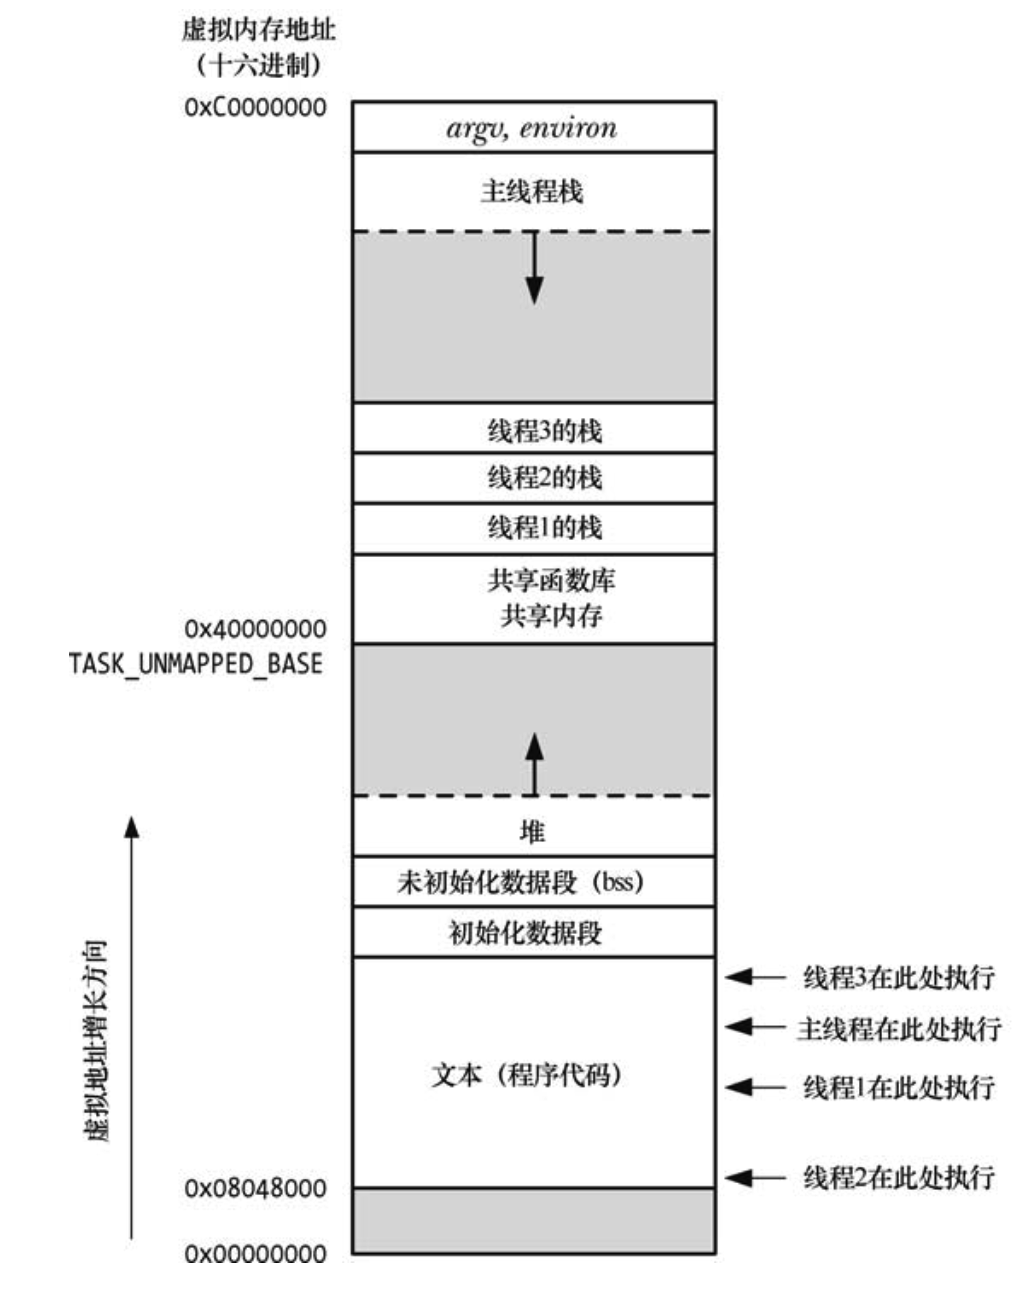 虚拟内存地址
（十六进制）
0xC0000000
argv, environ
主线程栈
线程3的栈
线程2的栈
线程1的栈
共享函数库
共享内存
0x40000000
TASK_UNMAPPED_BASE
堆
未初始化数据段（bss）
初始化数据段
线程3在此处执行
主线程在此处执行
文本（程序代码）
线程1在此处执行
线程2在此处执行
虚拟地址增长方向
0x08048000
0x00000000